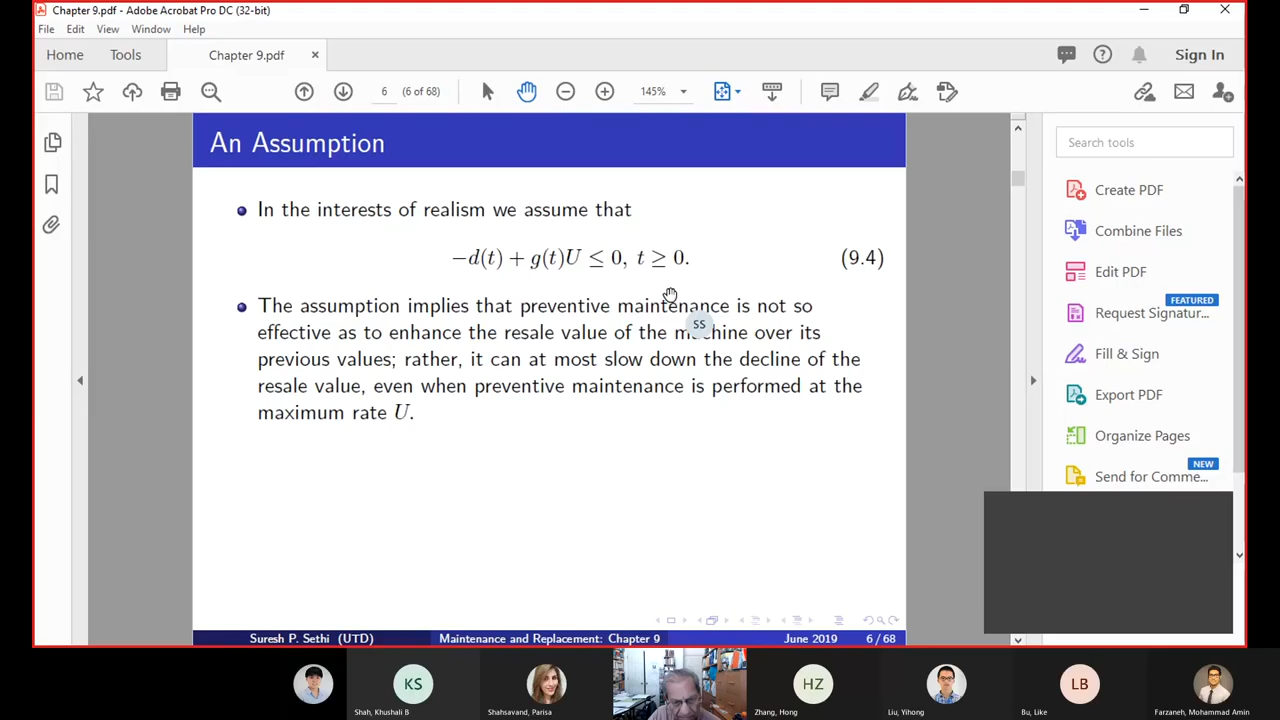 Chapter 9.pdf - Adobe Acrobat Pro DC (32-bit)
File Edit View Window Help
Home Tools Chapter 9.pdf × Sign In
6 (6 of 68) 145%
An Assumption
In the interests of realism we assume that
−d(t) + g(t)U ≤ 0, t ≥ 0. (9.4)
The assumption implies that preventive maintenance is not so
effective as to enhance the resale value of the machine over its
previous values; rather, it can at most slow down the decline of the
resale value, even when preventive maintenance is performed at the
maximum rate U.
SS
Suresh P. Sethi (UTD) Maintenance and Replacement: Chapter 9 June 2019 6 / 68
Search tools
Create PDF
Combine Files
Edit PDF
FEATURED
Request Signatur...
Fill & Sign
Export PDF
Organize Pages
NEW
Send for Comme...
KS HZ LB
Shah, Khushali B Shahsavand, Parisa Zhang, Hong Liu, Yihong Bu, Like Farzaneh, Mohammad Amin